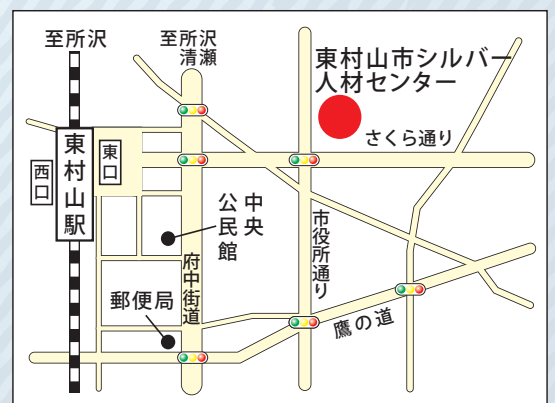 至所沢
至所沢
清瀬
東村山市シルバー
人材センター
さくら通り
東村山駅
東口
西口
中央
公民館
市役所通り
府中街道
郵便局
鷹の道